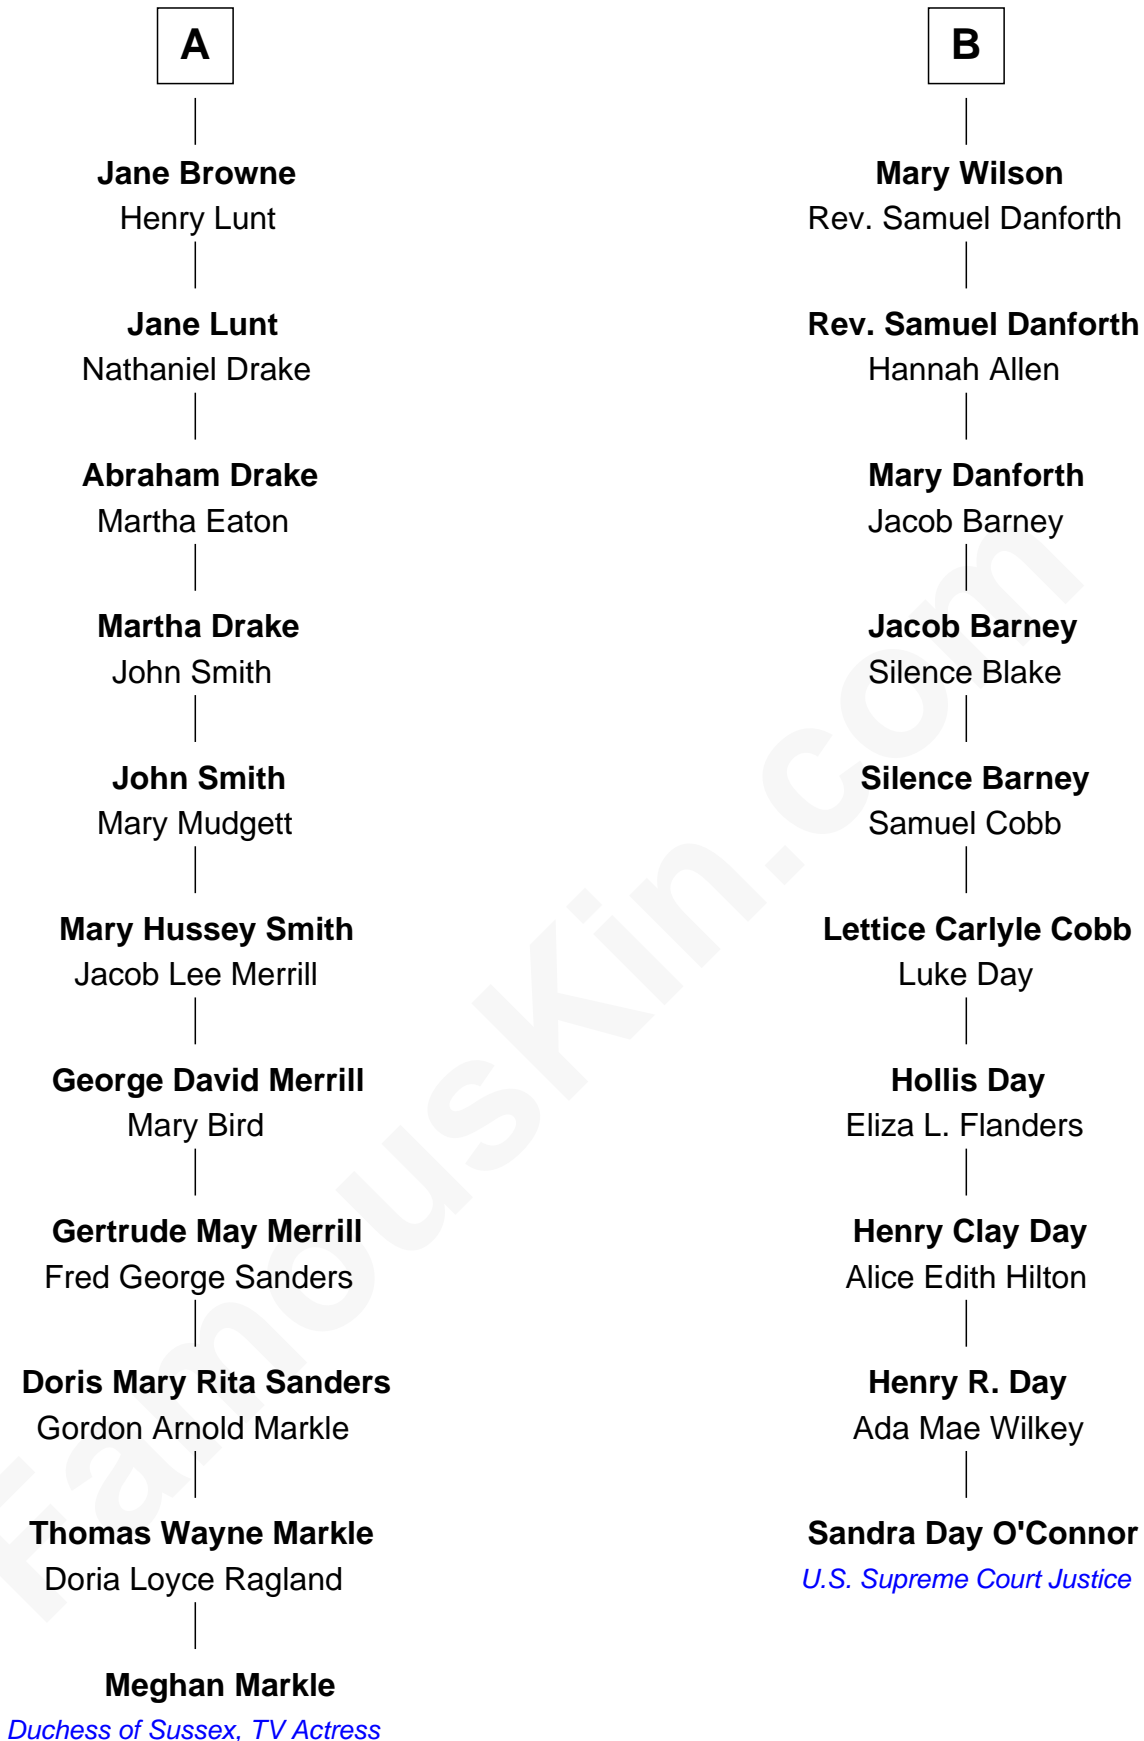 A
Jane Browne
Henry Lunt
Jane Lunt
Nathaniel Drake
Abraham Drake
Martha Eaton
Martha Drake
John Smith
John Smith
Mary Mudgett
Mary Hussey Smith
Jacob Lee Merrill
George David Merrill
Mary Bird
Gertrude May Merrill
Fred George Sanders
Doris Mary Rita Sanders
Gordon Arnold Markle
Thomas Wayne Markle
Doria Loyce Ragland
Meghan Markle
Duchess of Sussex, TV Actress
B
Mary Wilson
Rev. Samuel Danforth
Rev. Samuel Danforth
Hannah Allen
Mary Danforth
Jacob Barney
Jacob Barney
Silence Blake
Silence Barney
Samuel Cobb
Lettice Carlyle Cobb
Luke Day
Hollis Day
Eliza L. Flanders
Henry Clay Day
Alice Edith Hilton
Henry R. Day
Ada Mae Wilkey
Sandra Day O'Connor
U.S. Supreme Court Justice
FamousKin.com